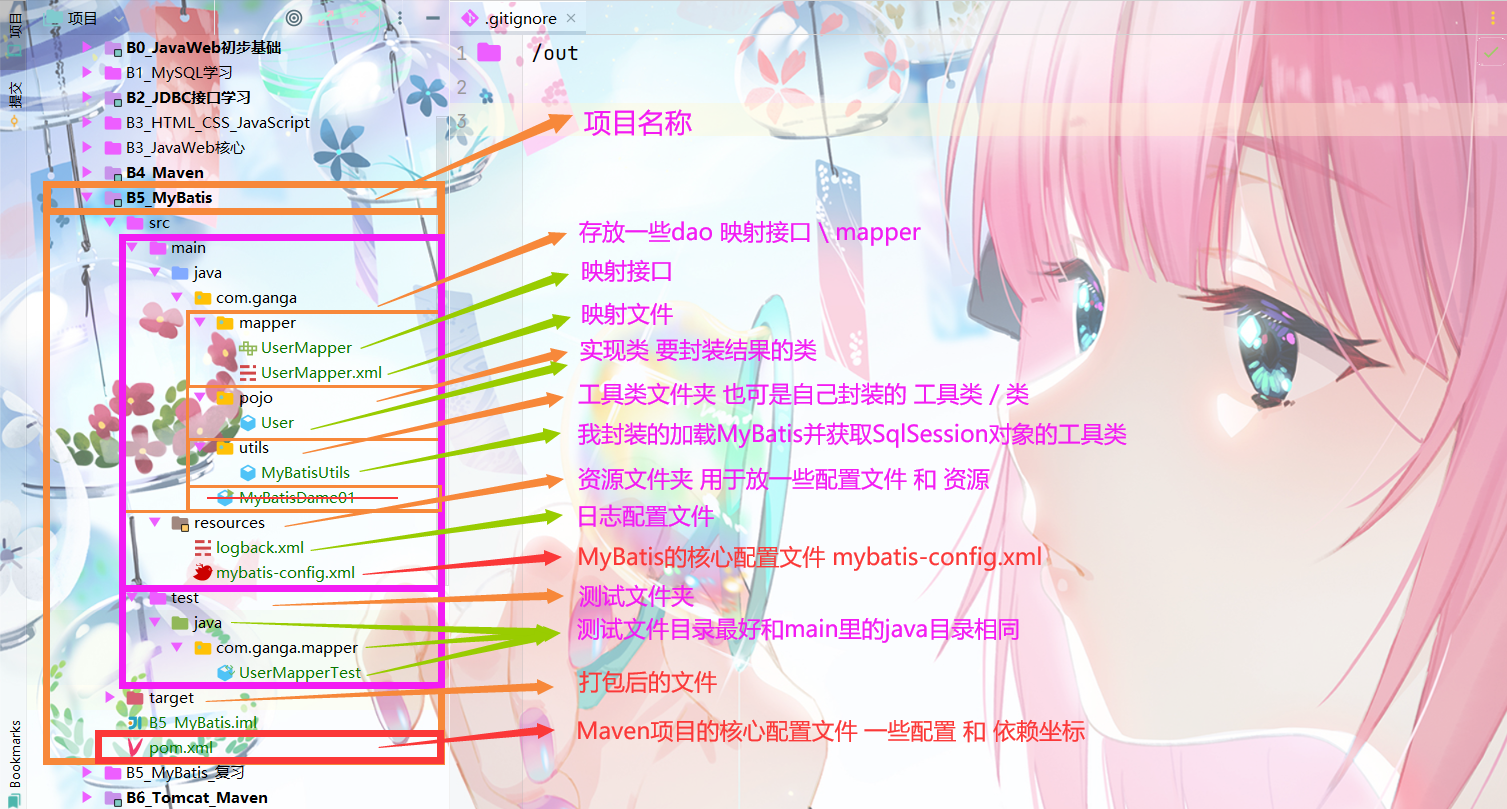 项目
项目
.gitignore
提交
Bookmarks
B0_JavaWeb初步基础
B1_MySQL学习
B2_JDBC接口学习
B3_HTML_CSS_JavaScript
B3_JavaWeb核心
B4_Maven
B5_MyBatis
src
main
java
com.ganga
mapper
UserMapper
UserMapper.xml
pojo
User
utils
MyBatisUtils
MyBatisDame01
resources
logback.xml
mybatis-config.xml
test
java
com.ganga.mapper
UserMapperTest
target
B5_MyBatis.iml
pom.xml
B5_MyBatis_复习
B6_Tomcat_Maven
1 /out
2
3
项目名称
存放一些dao 映射接口 \ mapper
映射接口
映射文件
实现类 要封装结果的类
工具类文件夹 也可是自己封装的 工具类 / 类
我封装的加载MyBatis并获取SqlSession对象的工具类
资源文件夹 用于放一些配置文件 和 资源
日志配置文件
MyBatis的核心配置文件 mybatis-config.xml
测试文件夹
测试文件目录最好和main里的java目录相同
打包后的文件
Maven项目的核心配置文件 一些配置 和 依赖坐标